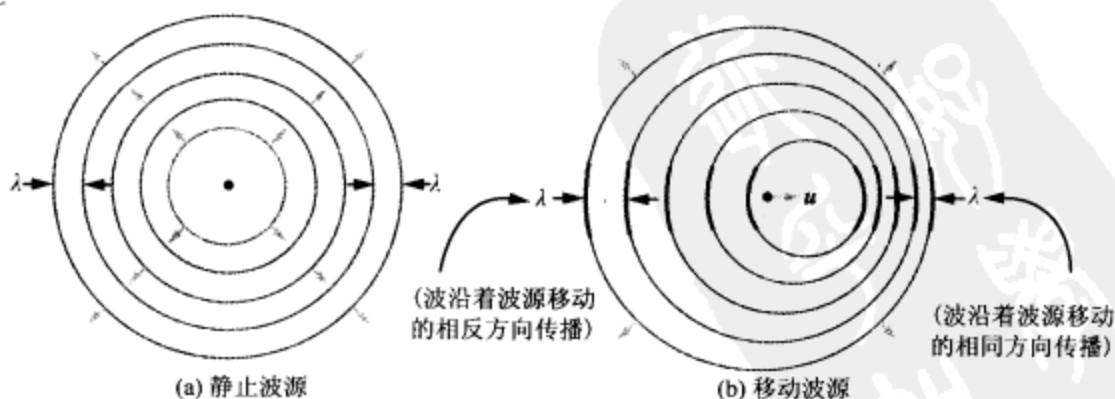 λ
λ
λ
u
λ
(波沿着波源移动
的相反方向传播)
(波沿着波源移动
的相同方向传播)
(a) 静止波源
(b) 移动波源